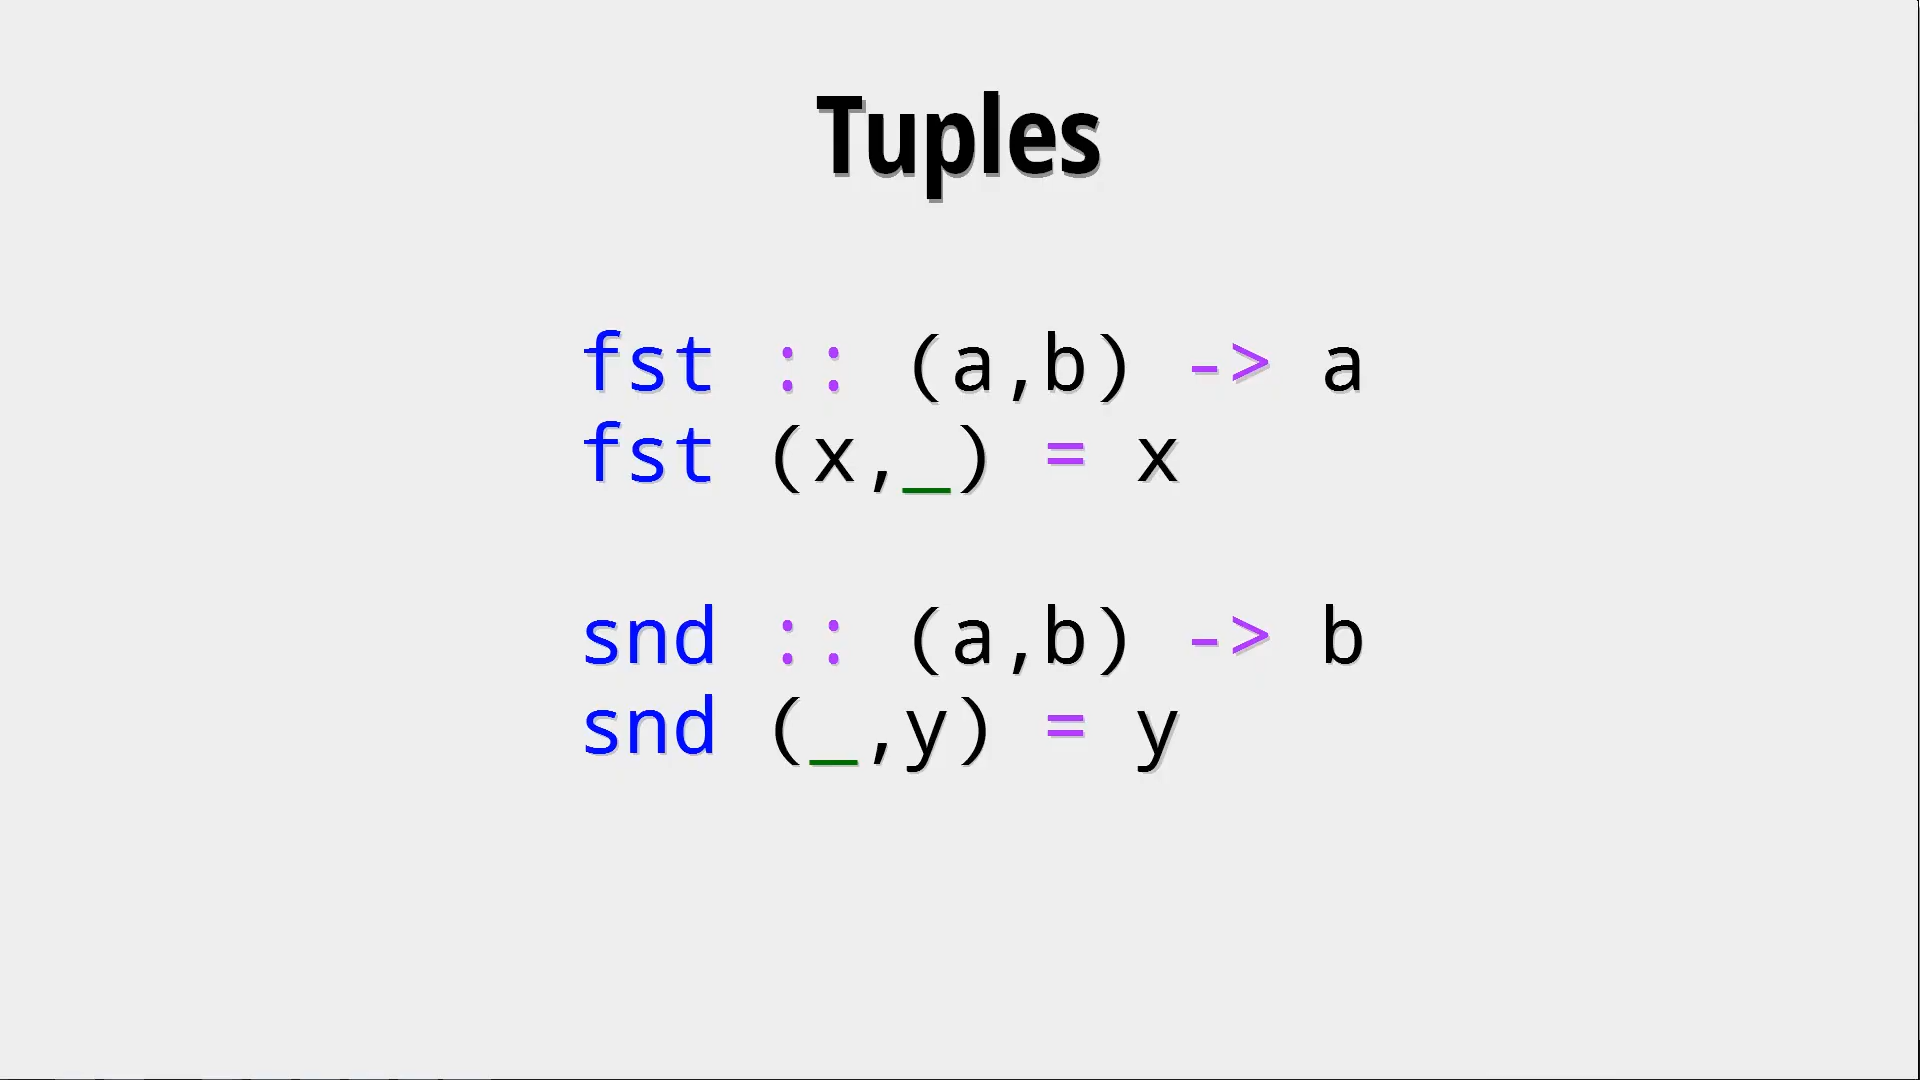 Tuples
fst :: (a,b) -> a
fst (x,_) = x
snd :: (a,b) -> b
snd (_,y) = y